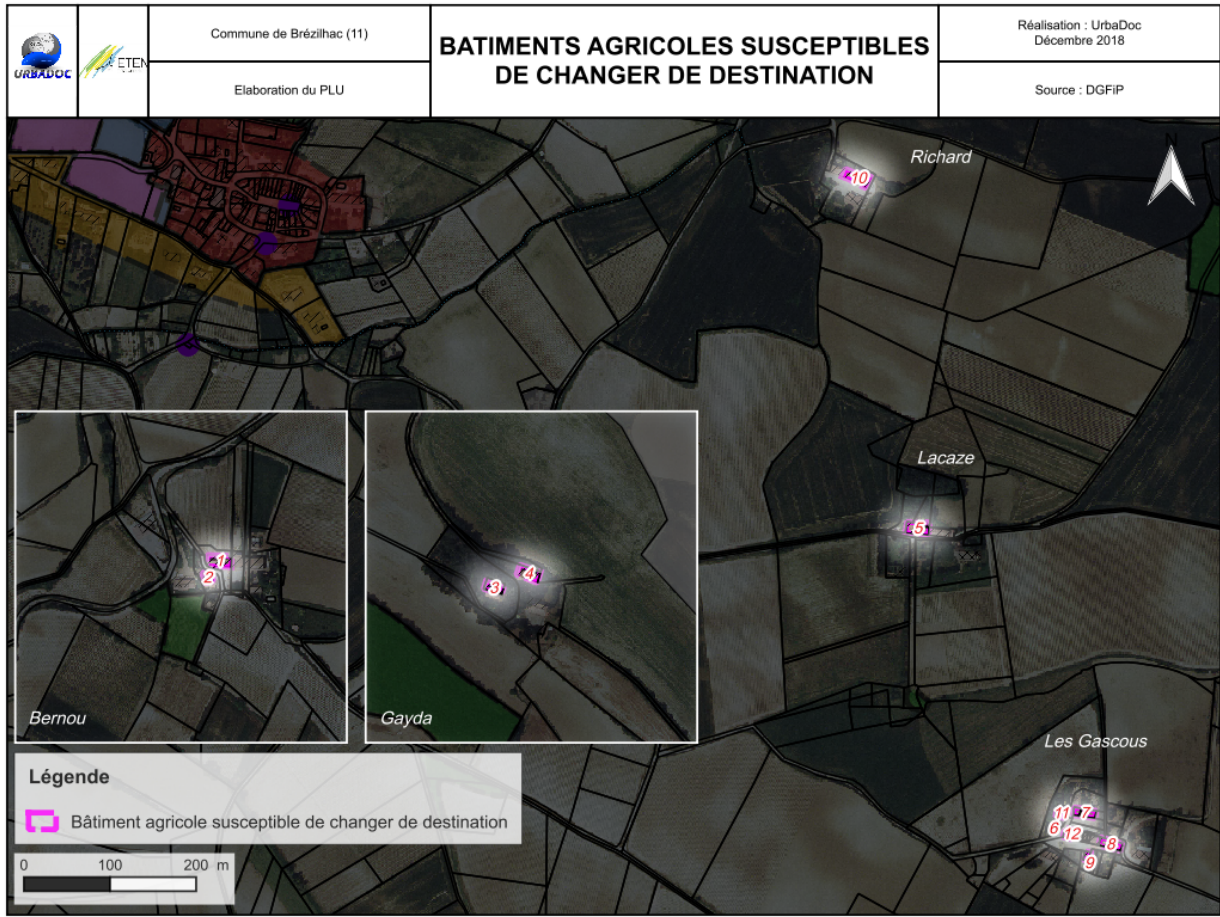 URBADOC
ETEN
Commune de Brézilhac (11)
Elaboration du PLU
BATIMENTS AGRICOLES SUSCEPTIBLES
DE CHANGER DE DESTINATION
Réalisation : UrbaDoc
Décembre 2018
Source : DGFiP
N
Richard
10
Lacaze
5
1
2
Bernou
3
4
Gayda
Les Gascous
11
7
6
12
8
9
Légende
Bâtiment agricole susceptible de changer de destination
0 100 200 m